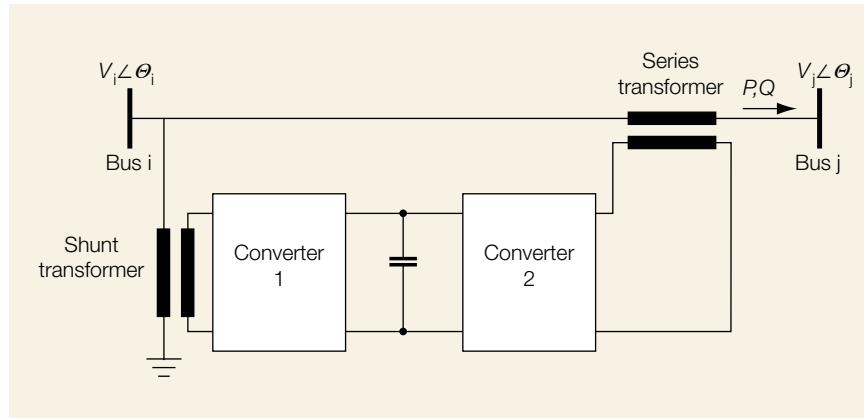 V_i∠Θ_i
Bus i
Series
transformer
P,Q
V_j∠Θ_j
Bus j
Shunt
transformer
Converter
1
Converter
2